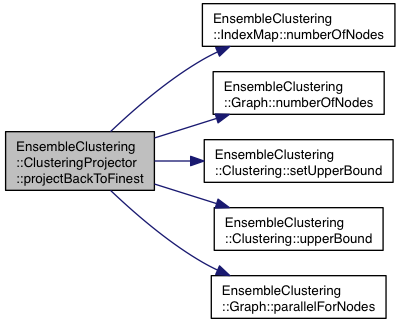 EnsembleClustering
::IndexMap::numberOfNodes
EnsembleClustering
::Graph::numberOfNodes
EnsembleClustering
::ClusteringProjector
::projectBackToFinest
EnsembleClustering
::Clustering::setUpperBound
EnsembleClustering
::Clustering::upperBound
EnsembleClustering
::Graph::parallelForNodes